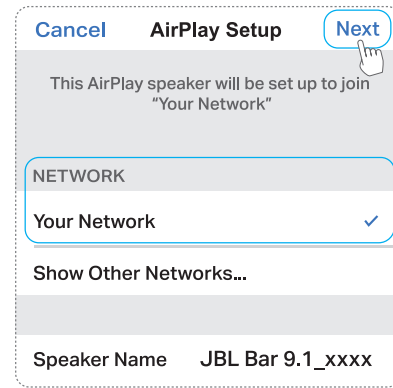 Cancel AirPlay Setup Next
This AirPlay speaker will be set up to join
“Your Network”
NETWORK
Your Network
Show Other Networks...
Speaker Name JBL Bar 9.1_xxxx